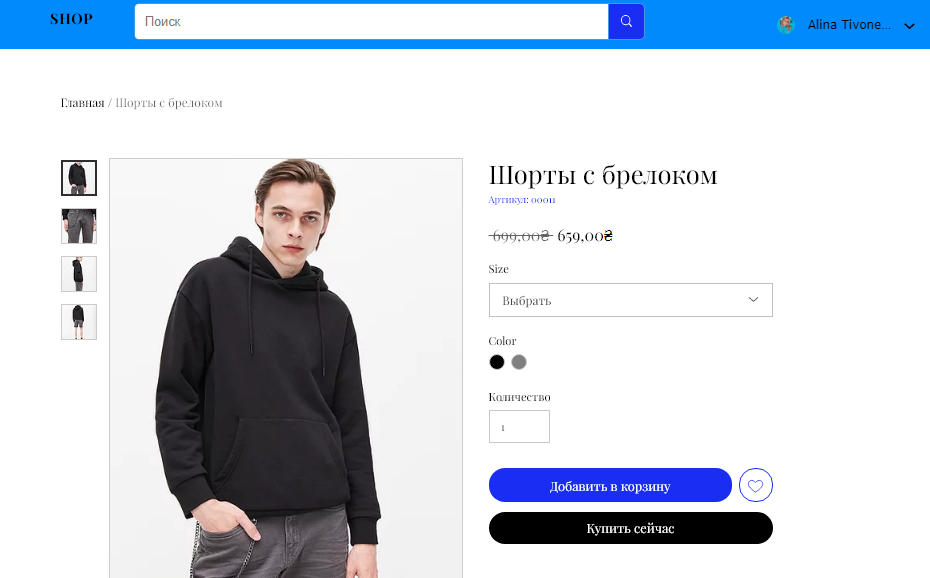 SHOP
Поиск
Alina Tivone...
Главная / Шорты с брелоком
Шорты с брелоком
Артикул: 00011
699,00₴ 659,00₴
Size
Выбрать
Color
Количество
1
Добавить в корзину
Купить сейчас